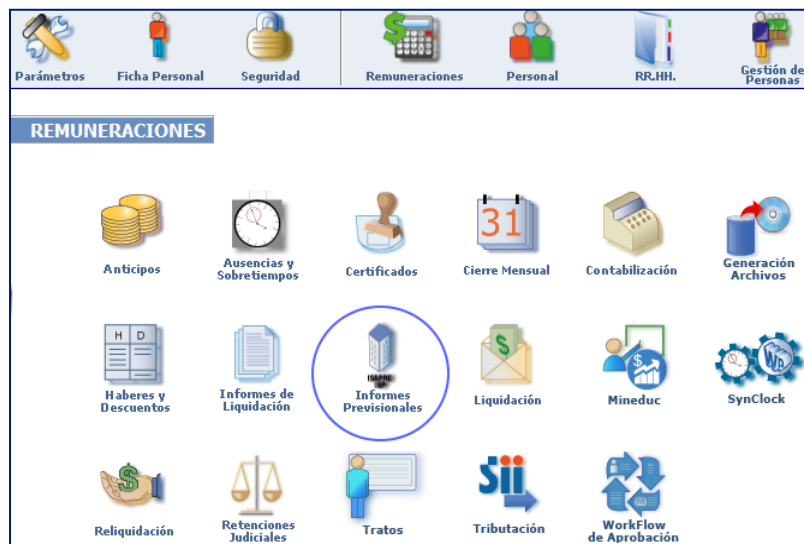 Parámetros Ficha Personal Seguridad Remuneraciones Personal RR.HH. Gestión de Personas
REMUNERACIONES
31
Anticipos
Ausencias y
Sobretiempos
Certificados
Cierre Mensual
Contabilización
Generación
Archivos
H D
ISAPRE
$
Haberes y
Descuentos
Informes de
Liquidación
Informes
Previsionales
Liquidación
Mineduc
SynClock
Sii
Reliquidación
Retenciones
Judiciales
Tratos
Tributación
WorkFlow
de Aprobación